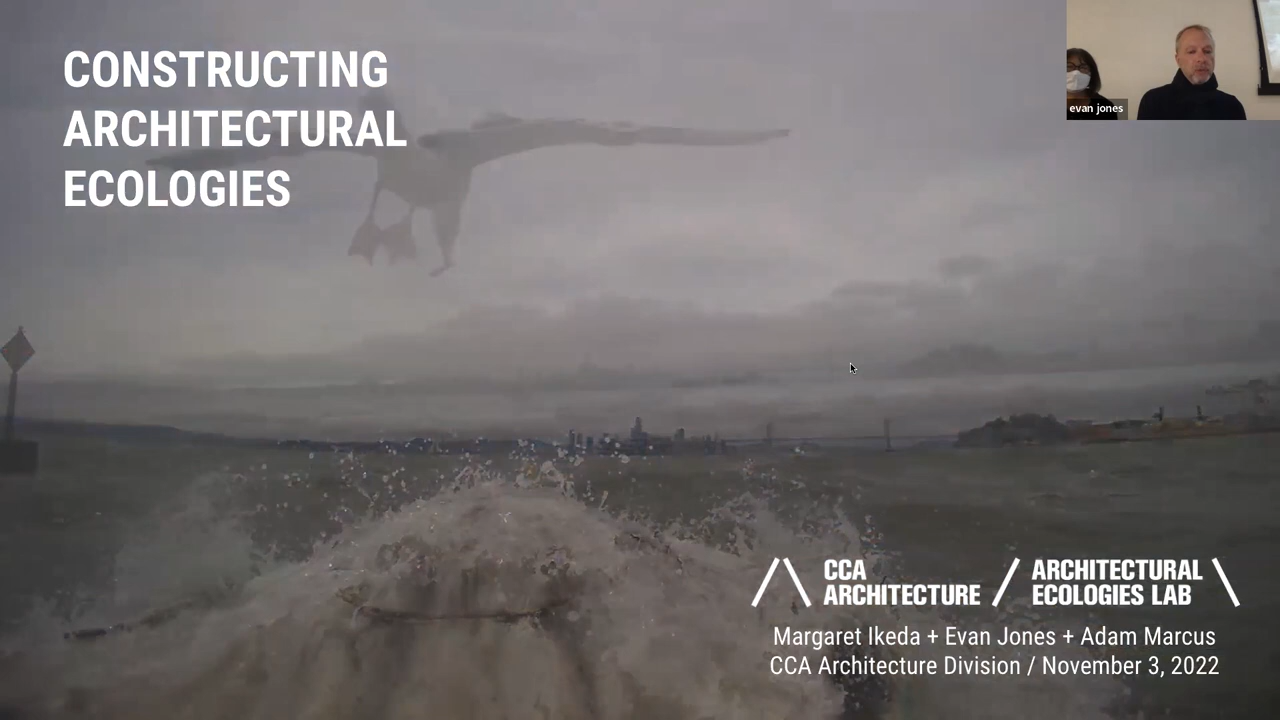 CONSTRUCTING
ARCHITECTURAL
ECOLOGIES
evan jones
CCA
ARCHITECTURE
ARCHITECTURAL
ECOLOGIES LAB
Margaret Ikeda + Evan Jones + Adam Marcus
CCA Architecture Division / November 3, 2022